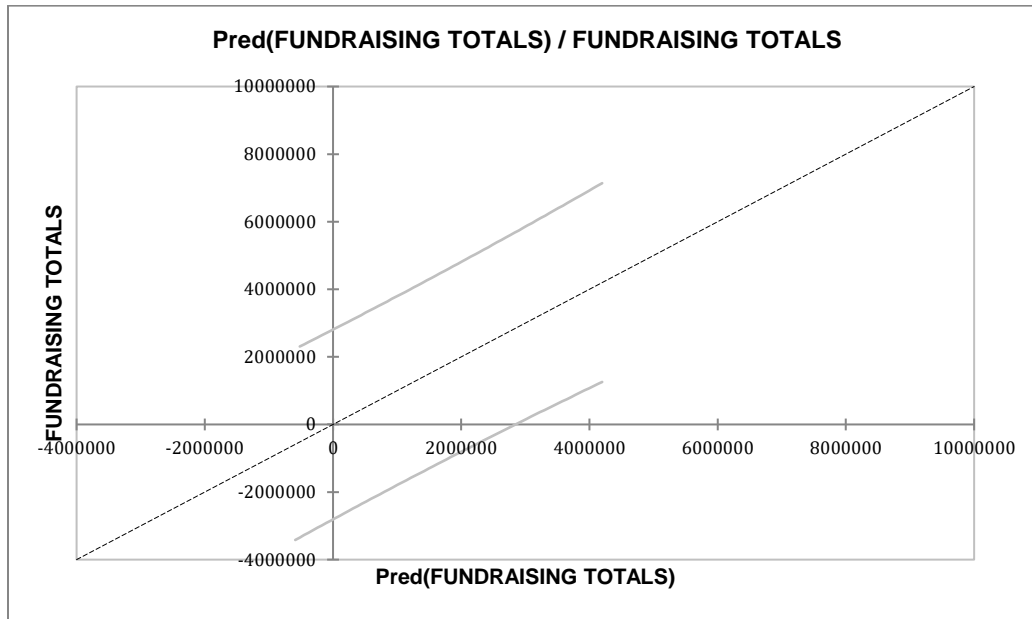 Pred(FUNDRAISING TOTALS) / FUNDRAISING TOTALS
10000000
8000000
6000000
4000000
2000000
0
-2000000
-4000000
FUNDRAISING TOTALS
-4000000 -2000000 0 2000000 4000000 6000000 8000000 10000000
Pred(FUNDRAISING TOTALS)